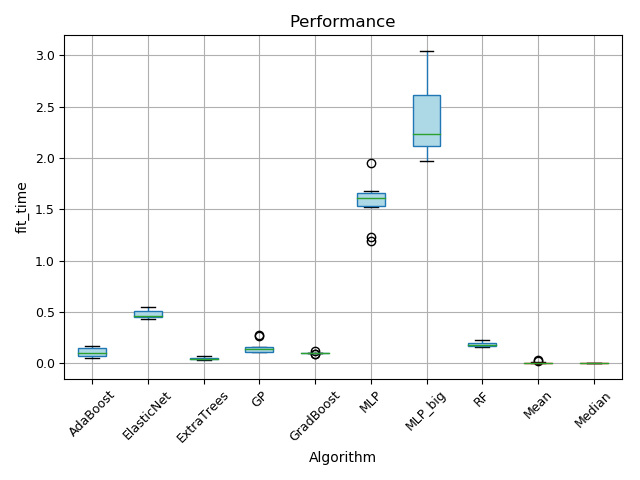 Performance
fit_time
3.0
2.5
2.0
1.5
1.0
0.5
0.0
AdaBoost
ElasticNet
ExtraTrees
GP
GradBoost
MLP
MLP_big
RF
Mean
Median
Algorithm